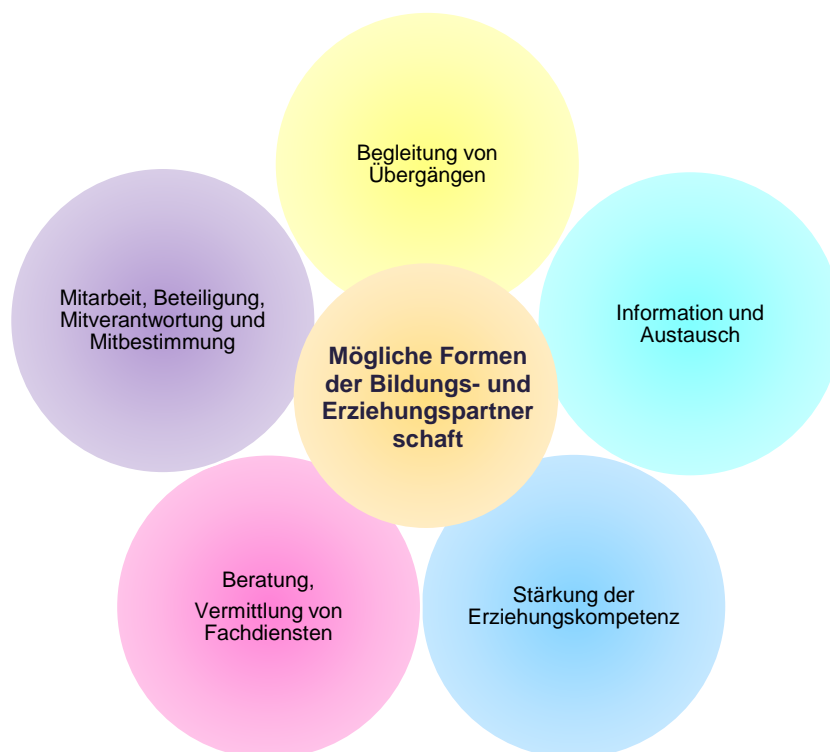 Begleitung von
Übergängen
Mitarbeit, Beteiligung,
Mitverantwortung und
Mitbestimmung
Information und
Austausch
Mögliche Formen
der Bildungs- und
Erziehungspartner
schaft
Beratung,
Vermittlung von
Fachdiensten
Stärkung der
Erziehungskompetenz